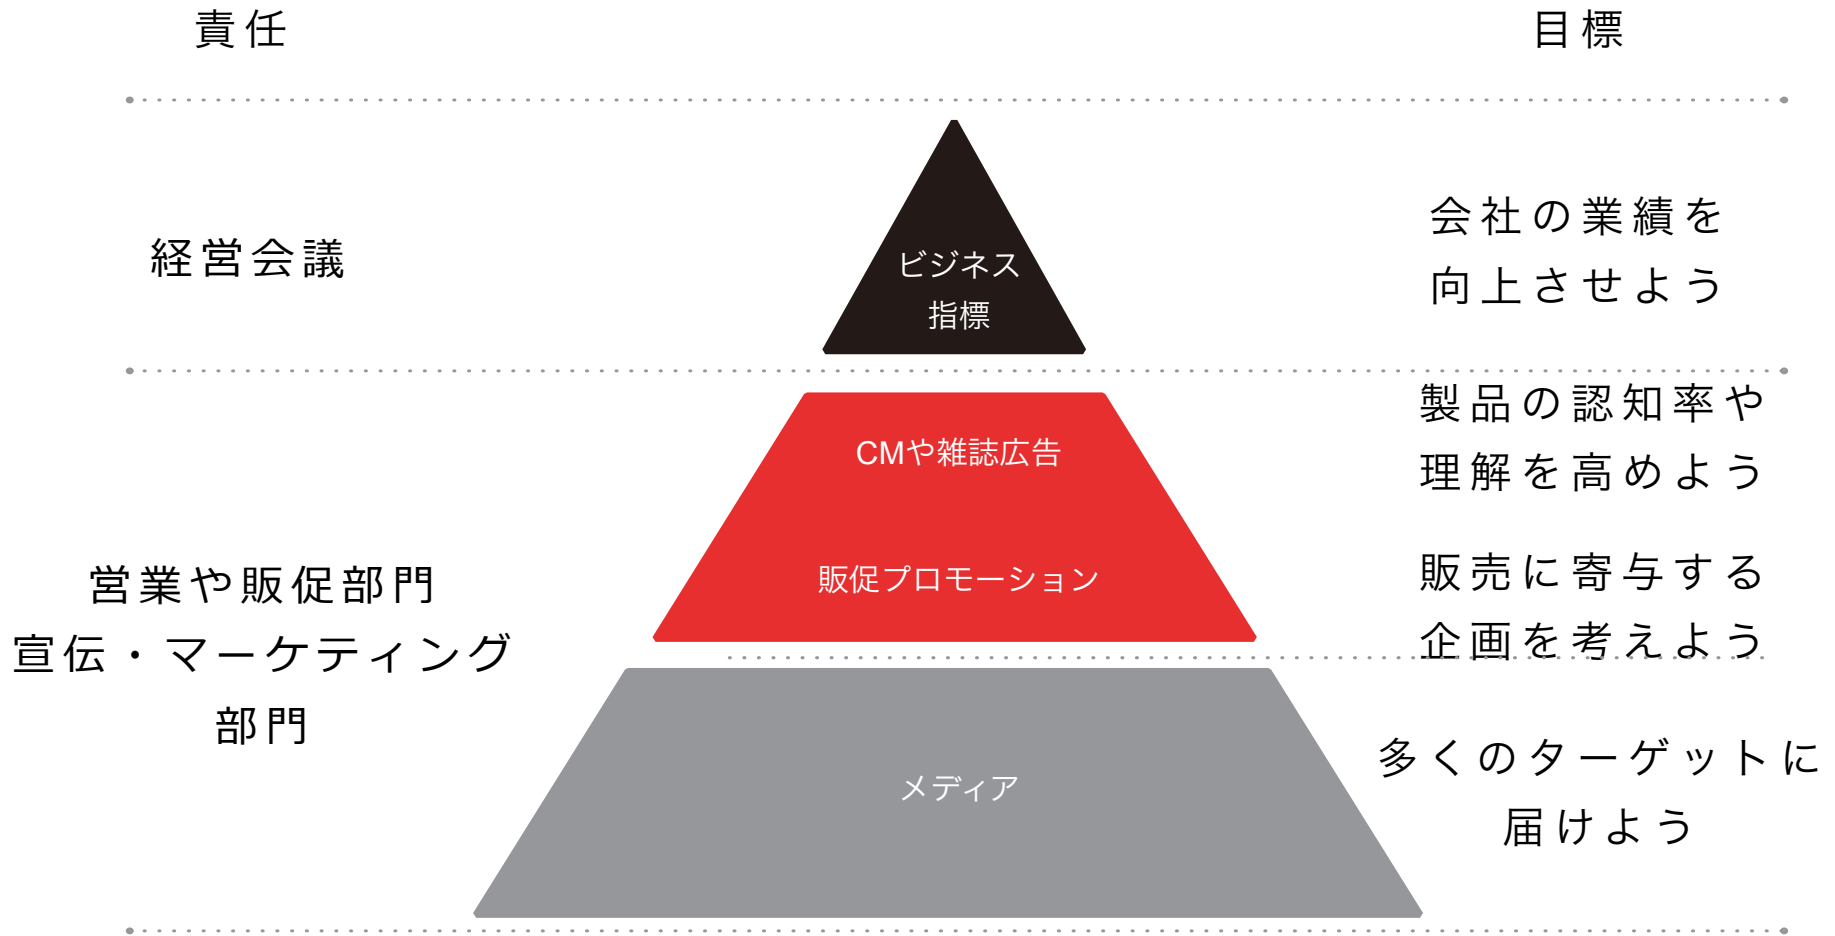 責任
目標
経営会議
ビジネス
指標
会社の業績を
向上させよう
営業や販促部門
宣伝・マーケティング
部門
CMや雑誌広告
製品の認知率や
理解を高めよう
販促プロモーション
販売に寄与する
企画を考えよう
メディア
多くのターゲットに
届けよう